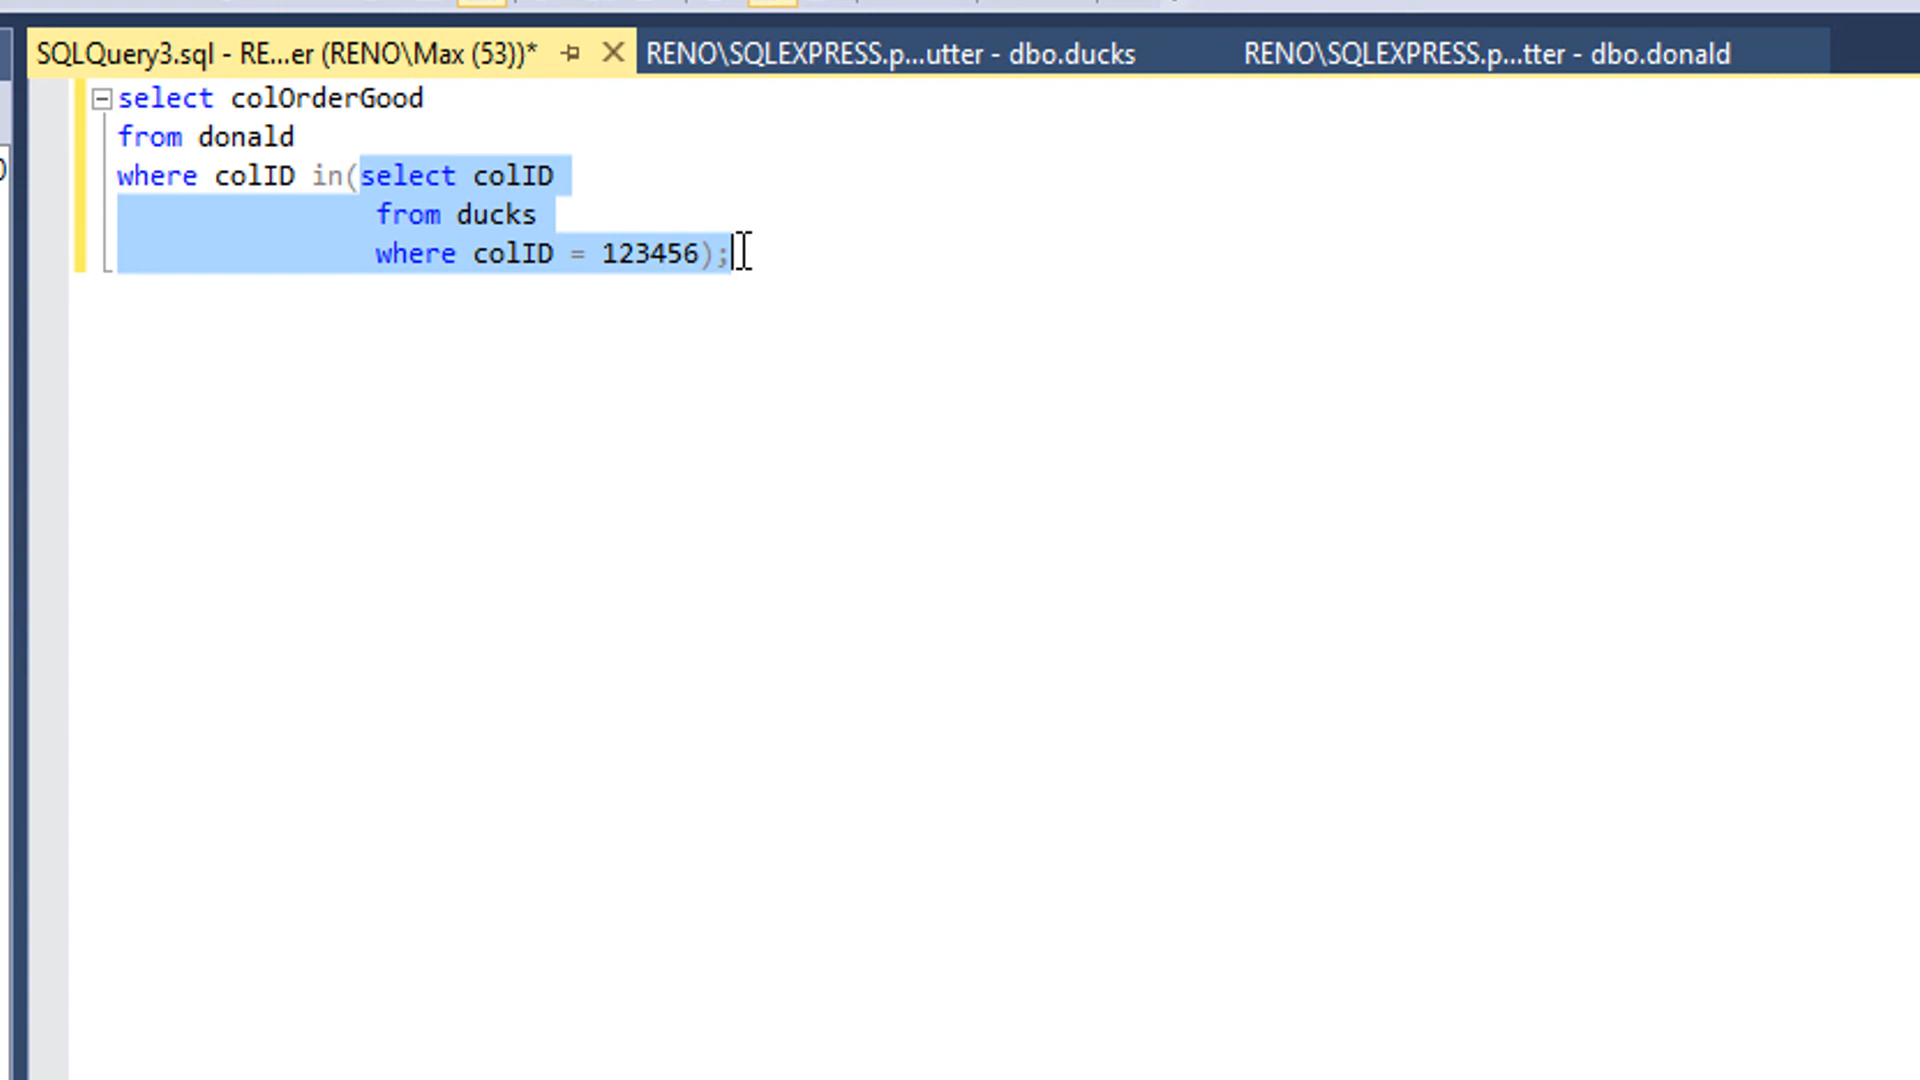 SQLQuery3.sql - RE...er (RENO\Max (53))* RENO\SQLEXPRESS.p...utter - dbo.ducks RENO\SQLEXPRESS.p...tter - dbo.donald
select colOrderGood
from donald
where colID in(select colID
from ducks
where colID = 123456);